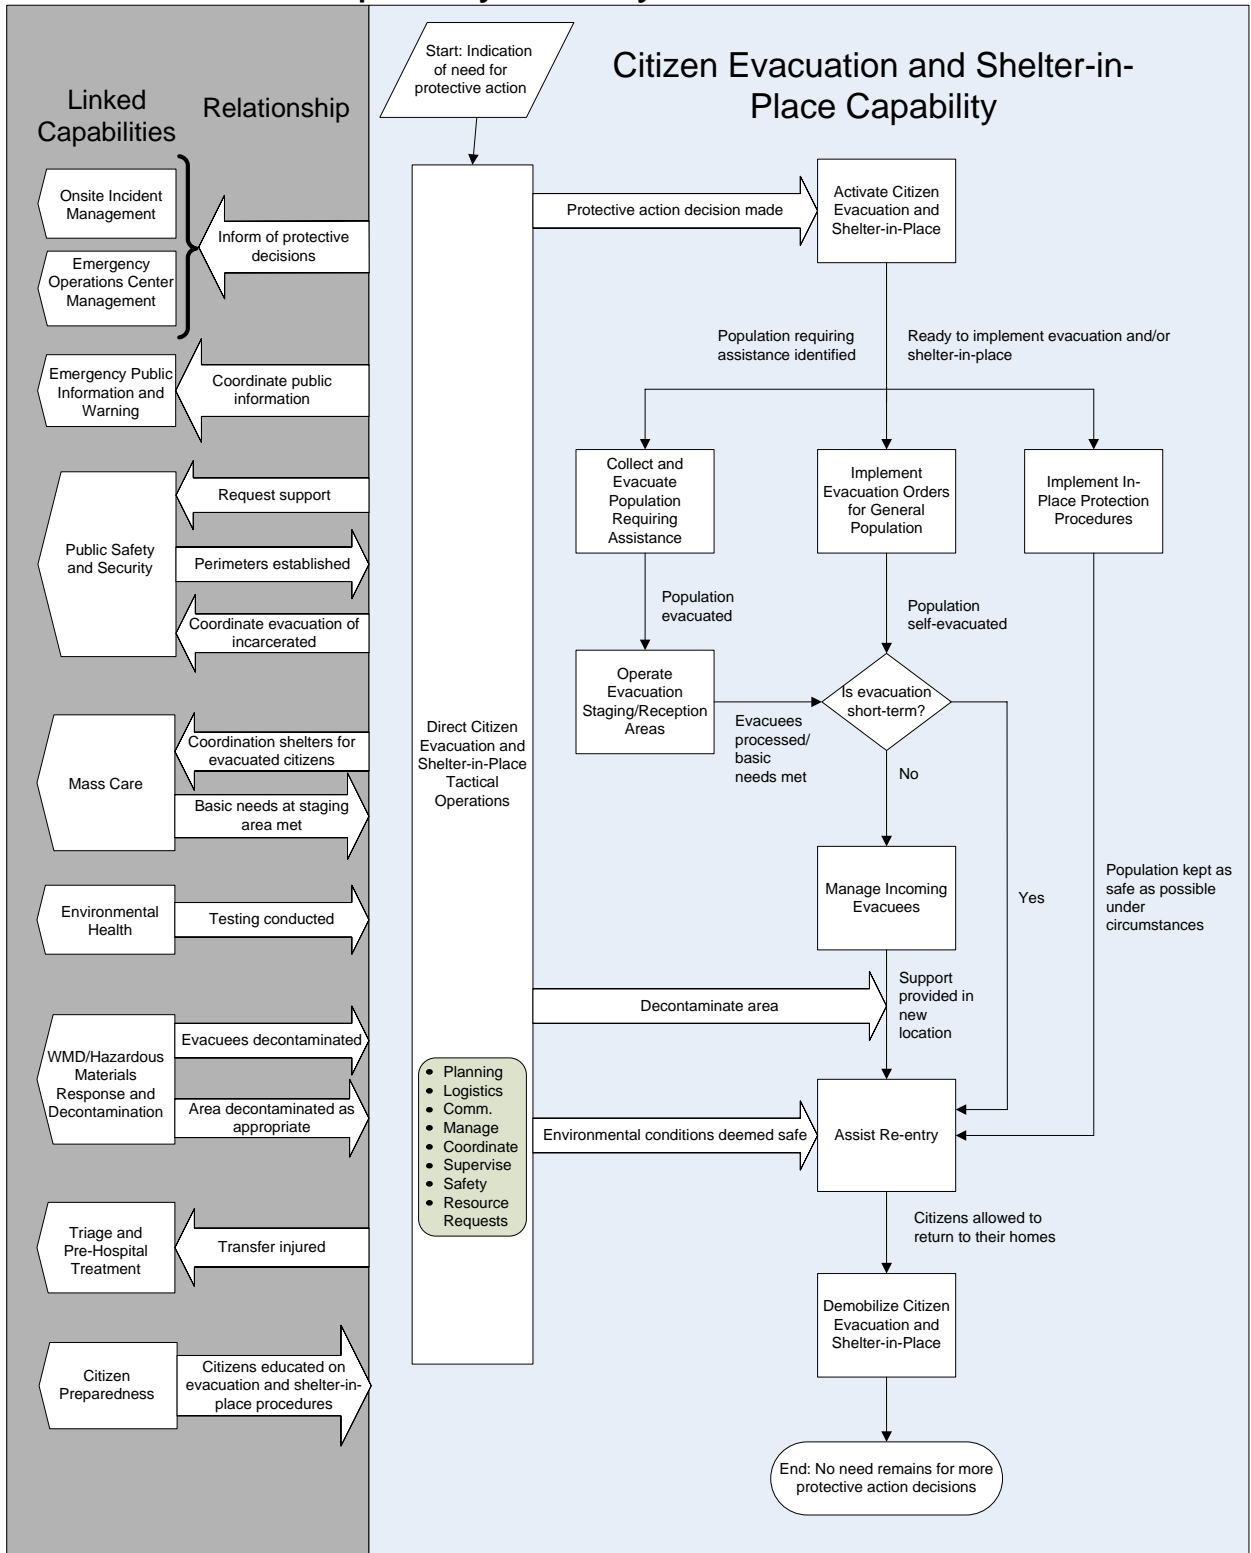 Linked
Capabilities
Relationship
Start: Indication
of need for
protective action
Citizen Evacuation and Shelter-in-
Place Capability
Onsite Incident
Management
Emergency
Operations Center
Management
Inform of protective
decisions
Emergency Public
Information and
Warning
Coordinate public
information
Public Safety
and Security
Request support
Perimeters established
Coordinate evacuation of
incarcerated
Mass Care
Coordination shelters for
evacuated citizens
Basic needs at staging
area met
Environmental
Health
Testing conducted
WMD/Hazardous
Materials
Response and
Decontamination
Evacuees decontaminated
Area decontaminated as
appropriate
Triage and
Pre-Hospital
Treatment
Transfer injured
Citizen
Preparedness
Citizens educated on
evacuation and shelter-in-
place procedures
Direct Citizen
Evacuation and
Shelter-in-Place
Tactical
Operations
• Planning
• Logistics
• Comm.
• Manage
• Coordinate
• Supervise
• Safety
• Resource
Requests
Protective action decision made
Activate Citizen
Evacuation and
Shelter-in-Place
Population requiring
assistance identified
Ready to implement evacuation and/or
shelter-in-place
Collect and
Evacuate
Population
Requiring
Assistance
Implement
Evacuation Orders
for General
Population
Implement In-
Place Protection
Procedures
Population
evacuated
Population
self-evacuated
Operate
Evacuation
Staging/Reception
Areas
Evacuees
processed/
basic
needs met
Is evacuation
short-term?
No
Yes
Manage Incoming
Evacuees
Population kept as
safe as possible
under
circumstances
Decontaminate area
Support
provided in
new
location
Environmental conditions deemed safe
Assist Re-entry
Citizens allowed to
return to their homes
Demobilize Citizen
Evacuation and
Shelter-in-Place
End: No need remains for more
protective action decisions